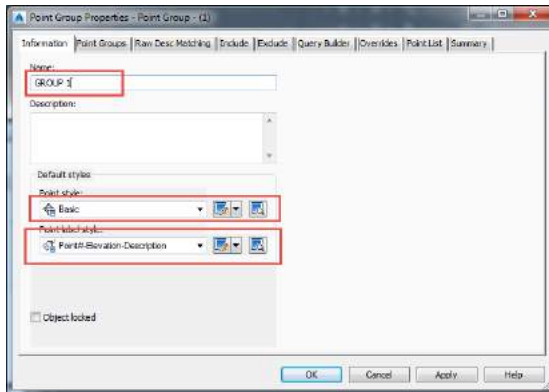 Point Group Properties - Point Group - (1)
Information Point Groups Raw Desc Matching Include Exclude Query Builder Overrides Point List Summary
Name:
GROUP 1
Description:
Default styles
Point style:
Basic
Point label style:
Point#-Elevation-Description
Object locked
OK Cancel Apply Help